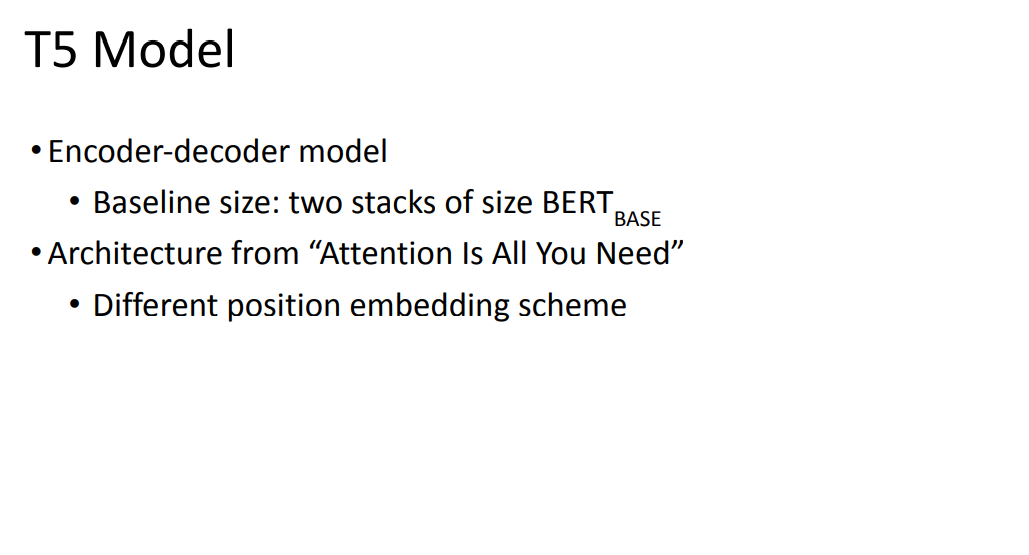 T5 Model
• Encoder-decoder model
• Baseline size: two stacks of size BERT_BASE
• Architecture from “Attention Is All You Need”
• Different position embedding scheme